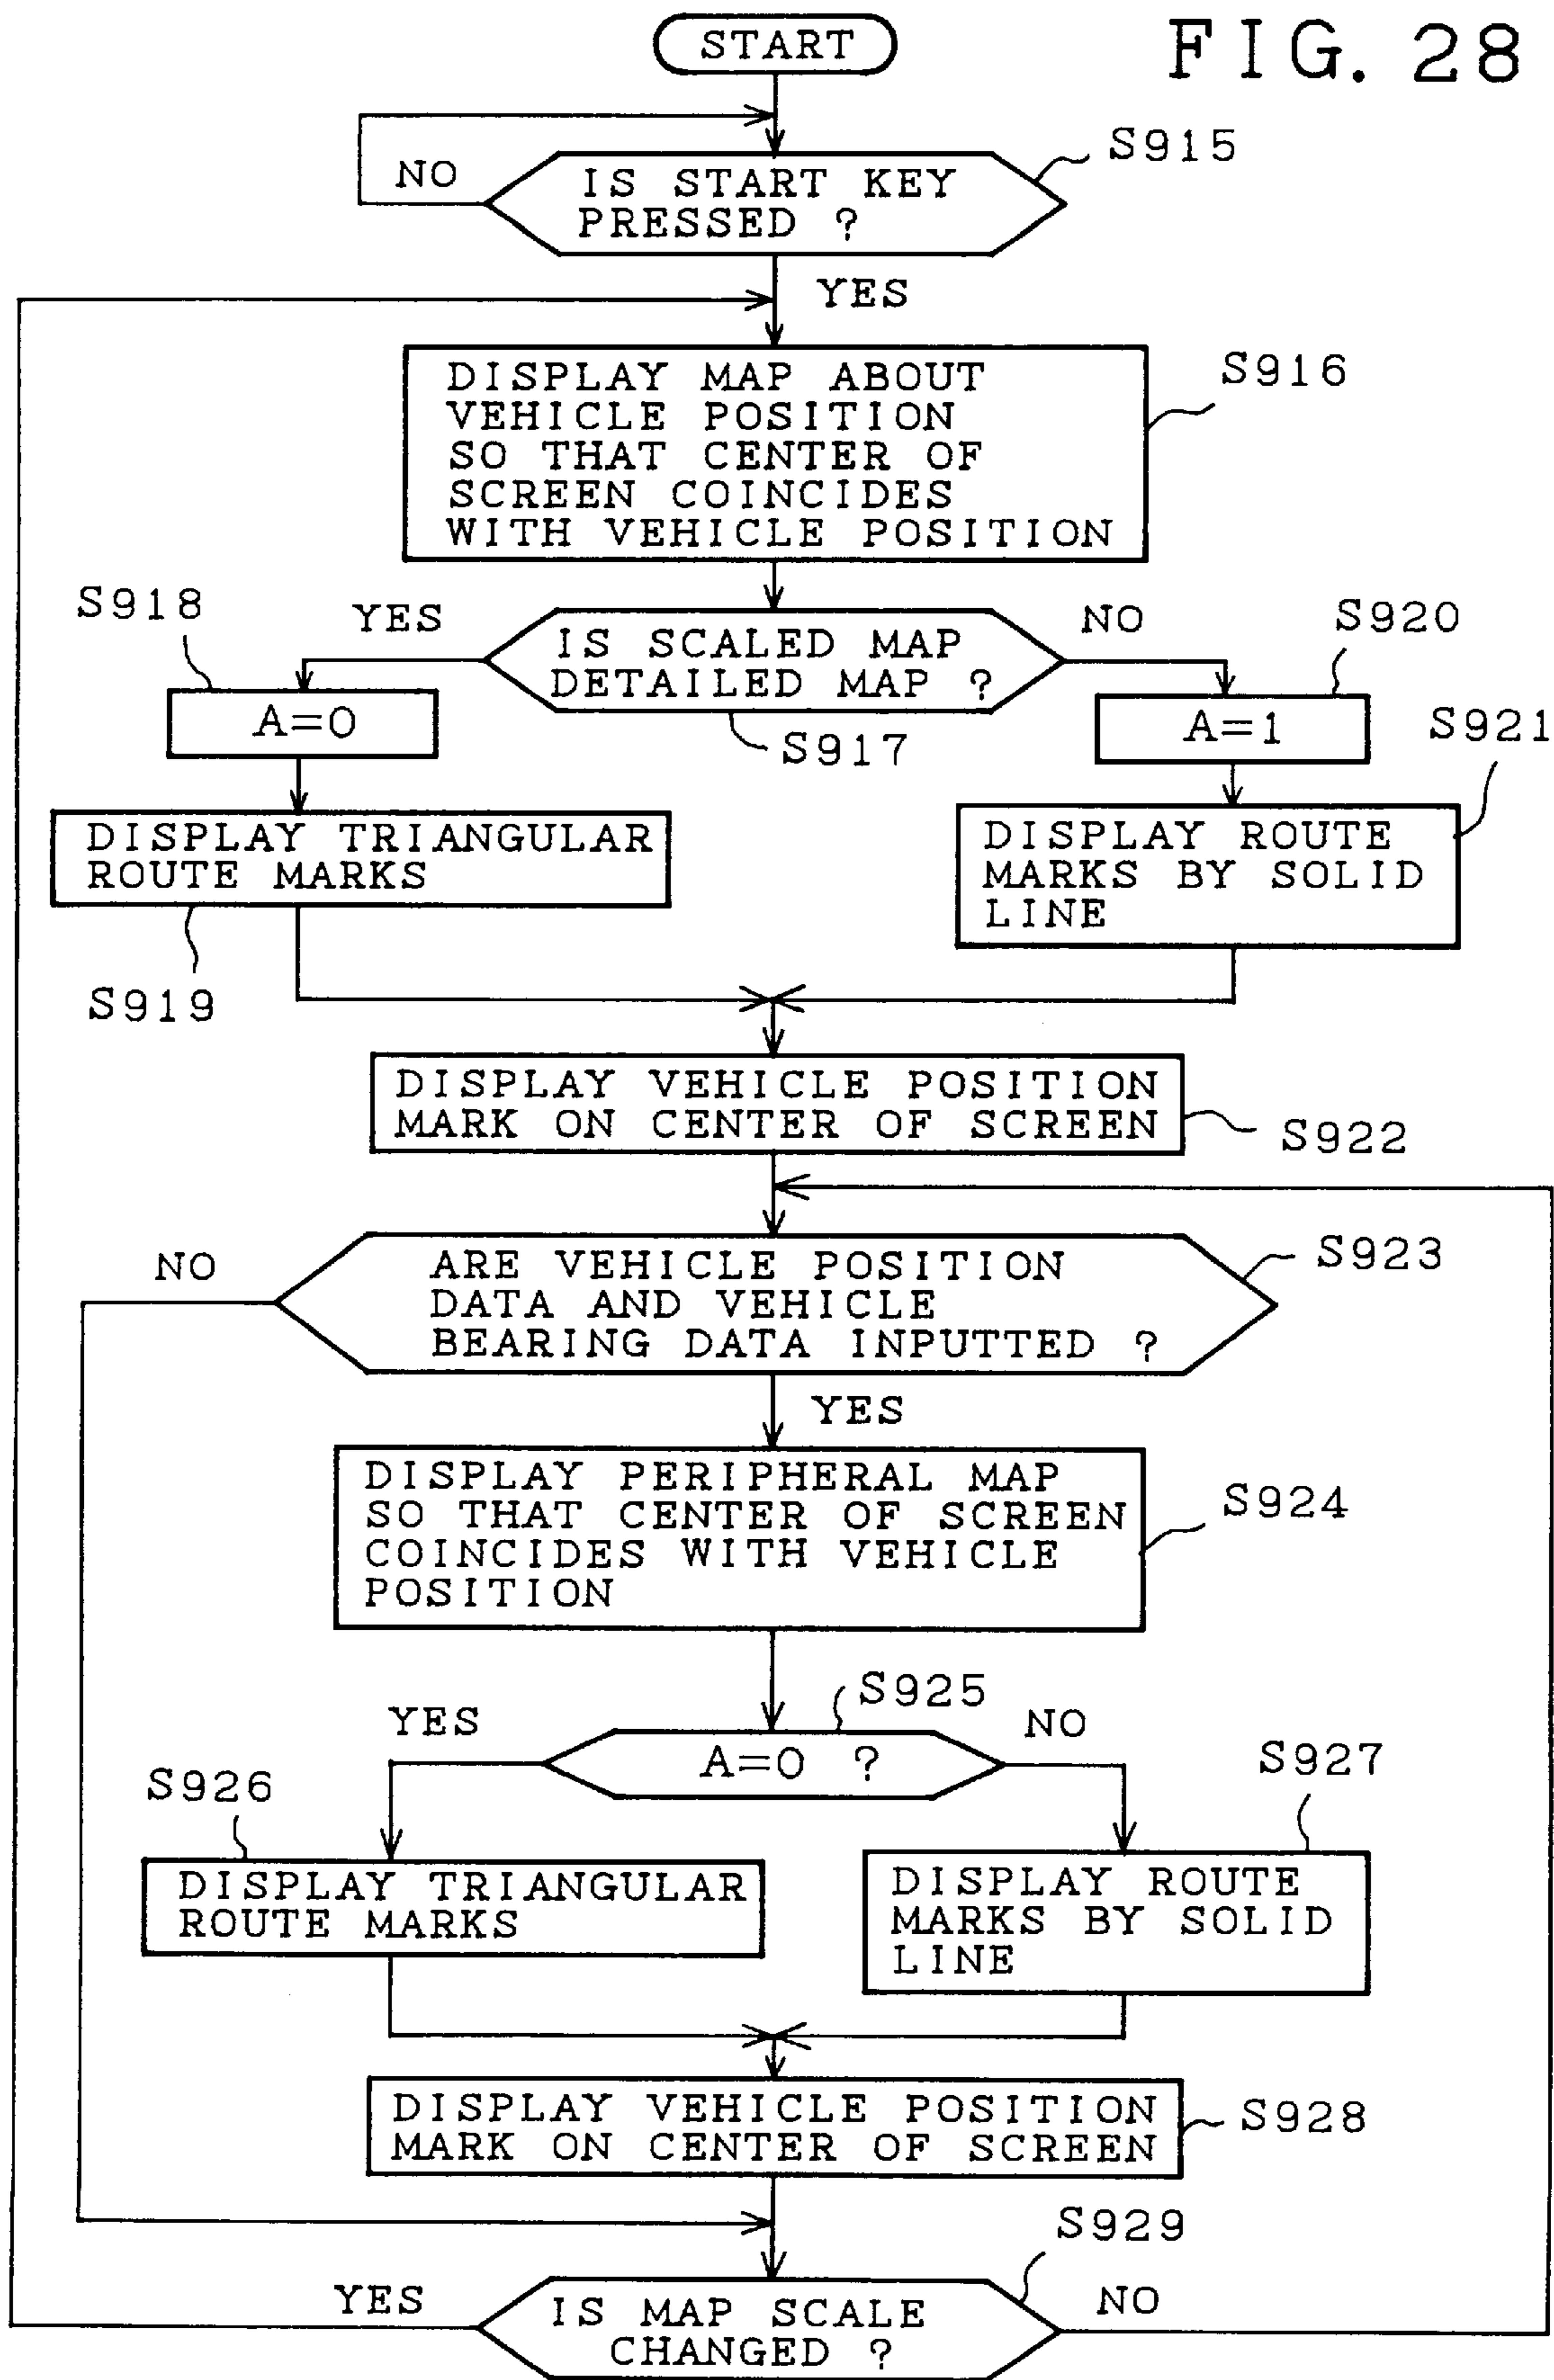 FIG. 28
START
S915
NO
IS START KEY
PRESSED ?
YES
DISPLAY MAP ABOUT
VEHICLE POSITION
SO THAT CENTER OF
SCREEN COINCIDES
WITH VEHICLE POSITION
S916
S918
YES
IS SCALED MAP
DETAILED MAP ?
NO
S920
S917
A=0
A=1
S921
DISPLAY TRIANGULAR
ROUTE MARKS
S919
DISPLAY ROUTE
MARKS BY SOLID
LINE
DISPLAY VEHICLE POSITION
MARK ON CENTER OF SCREEN
S922
NO
ARE VEHICLE POSITION
DATA AND VEHICLE
BEARING DATA INPUTTED ?
S923
YES
DISPLAY PERIPHERAL MAP
SO THAT CENTER OF SCREEN
COINCIDES WITH VEHICLE
POSITION
S924
S925
YES
A=0 ?
NO
S926
S927
DISPLAY TRIANGULAR
ROUTE MARKS
DISPLAY ROUTE
MARKS BY SOLID
LINE
DISPLAY VEHICLE POSITION
MARK ON CENTER OF SCREEN
S928
S929
YES
IS MAP SCALE
CHANGED ?
NO